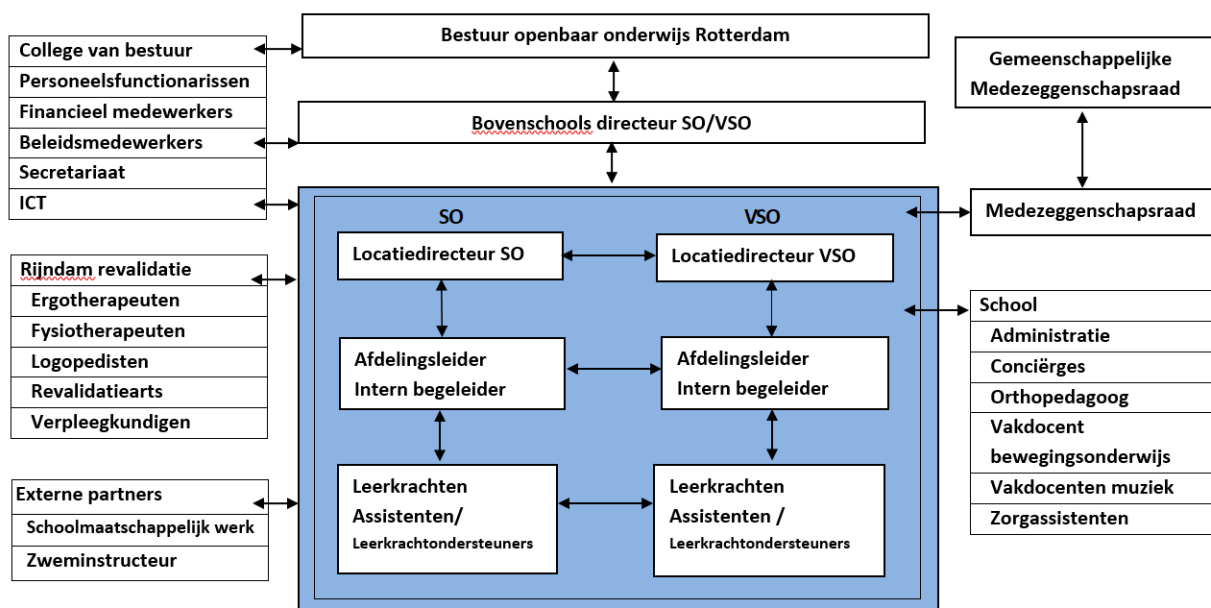 Bestuur openbaar onderwijs Rotterdam
College van bestuur
Personeelsfunctionarissen
Financieel medewerkers
Beleidsmedewerkers
Secretariaat
ICT
Bovenschools directeur SO/VSO
Gemeenschappelijke
Medezeggenschapsraad
Medezeggenschapsraad
SO
VSO
Locatiedirecteur SO
Locatiedirecteur VSO
Afdelingsleider
Intern begeleider
Afdelingsleider
Intern begeleider
Leerkrachten
Assistenten/
Leerkrachtondersteuners
Leerkrachten
Assistenten /
Leerkrachtondersteuners
Rijndam revalidatie
Ergotherapeuten
Fysiotherapeuten
Logopedisten
Revalidatiearts
Verpleegkundigen
Externe partners
Schoolmaatschappelijk werk
Zweminstructeur
School
Administratie
Conciërges
Orthopedagoog
Vakdocent
bewegingsonderwijs
Vakdocenten muziek
Zorgassistenten